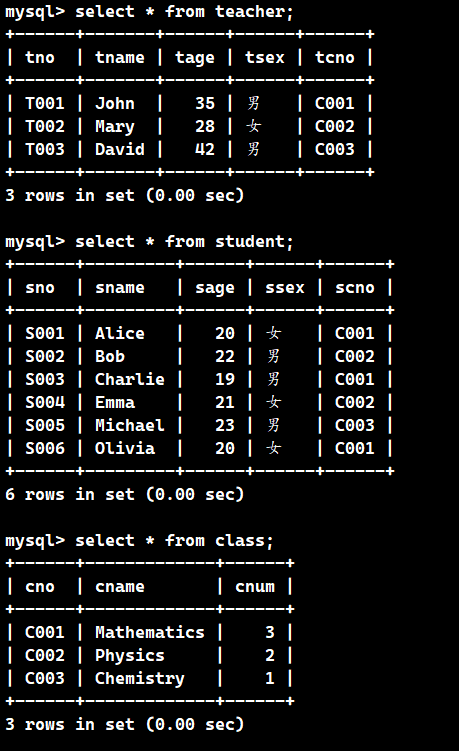 mysql> select * from teacher;
+------+-------+------+------+------+
| tno  | tname | tage | tsex | tcno |
+------+-------+------+------+------+
| T001 | John  |   35 | 男   | C001 |
| T002 | Mary  |   28 | 女   | C002 |
| T003 | David |   42 | 男   | C003 |
+------+-------+------+------+------+
3 rows in set (0.00 sec)
mysql> select * from student;
+------+---------+------+------+------+
| sno  | sname   | sage | ssex | scno |
+------+---------+------+------+------+
| S001 | Alice   |   20 | 女   | C001 |
| S002 | Bob     |   22 | 男   | C002 |
| S003 | Charlie |   19 | 男   | C001 |
| S004 | Emma    |   21 | 女   | C002 |
| S005 | Michael |   23 | 男   | C003 |
| S006 | Olivia  |   20 | 女   | C001 |
+------+---------+------+------+------+
6 rows in set (0.00 sec)
mysql> select * from class;
+------+-------------+------+
| cno  | cname       | cnum |
+------+-------------+------+
| C001 | Mathematics |    3 |
| C002 | Physics     |    2 |
| C003 | Chemistry   |    1 |
+------+-------------+------+
3 rows in set (0.00 sec)